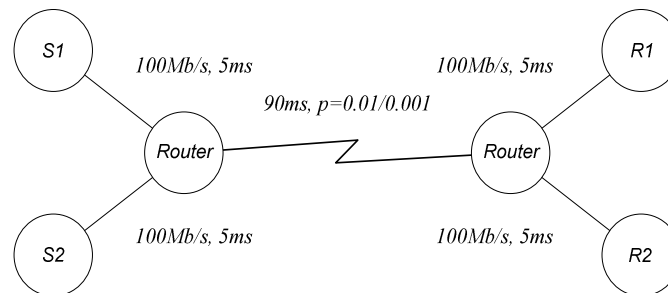 S1
R1
100Mb/s, 5ms
100Mb/s, 5ms
90ms, p=0.01/0.001
Router
Router
100Mb/s, 5ms
100Mb/s, 5ms
S2
R2